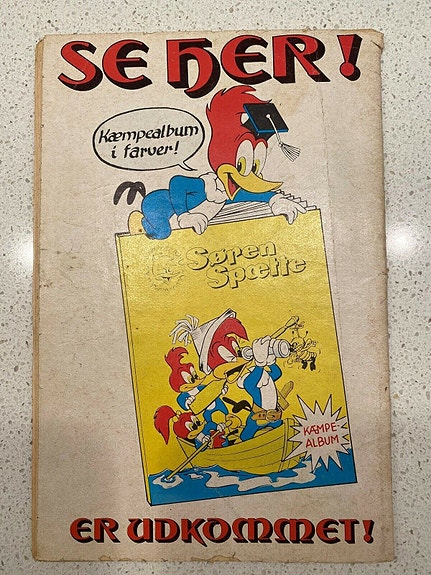 SE HER!
Kæmpealbum
i farver!
Søren
Spætte
KÆMPE-
ALBUM
ER UDKOMMET!